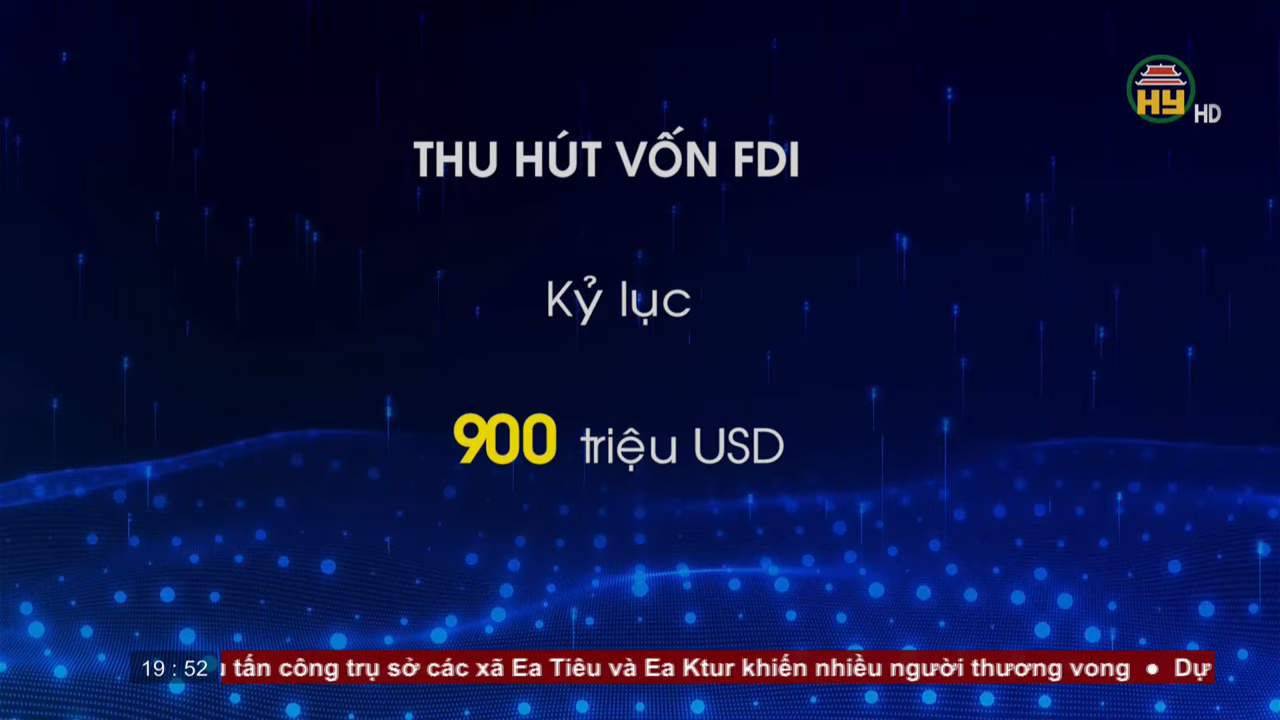 HY HD
THU HÚT VỐN FDI
Kỷ lục
900 triệu USD
19 : 52
tấn công trụ sở các xã Ea Tiêu và Ea Ktur khiến nhiều người thương vong ● Dự